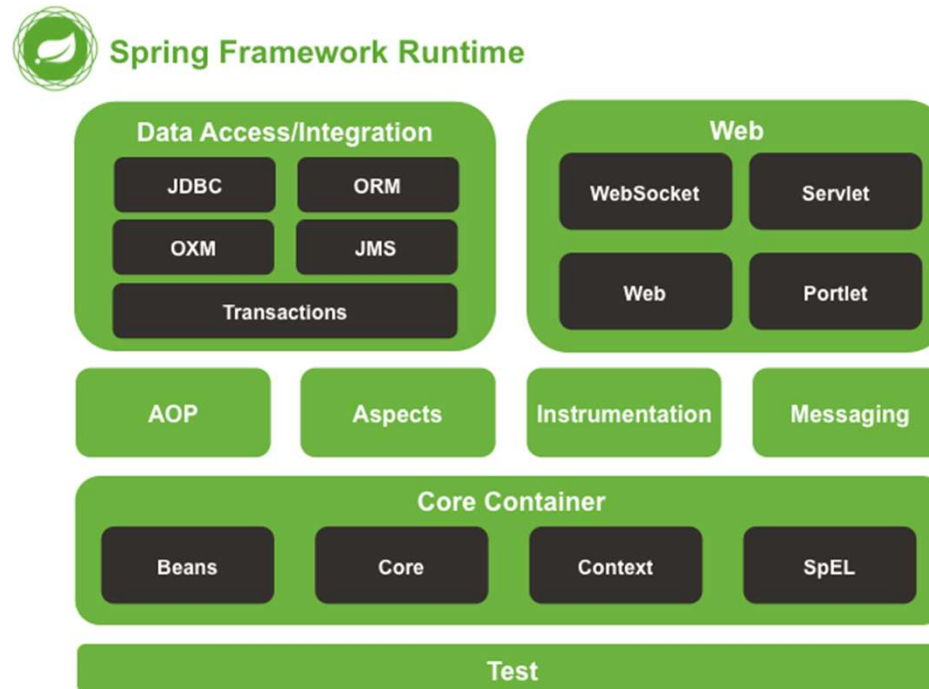 Spring Framework Runtime
Data Access/Integration
JDBC
ORM
OXM
JMS
Transactions
Web
WebSocket
Servlet
Web
Portlet
AOP
Aspects
Instrumentation
Messaging
Core Container
Beans
Core
Context
SpEL
Test